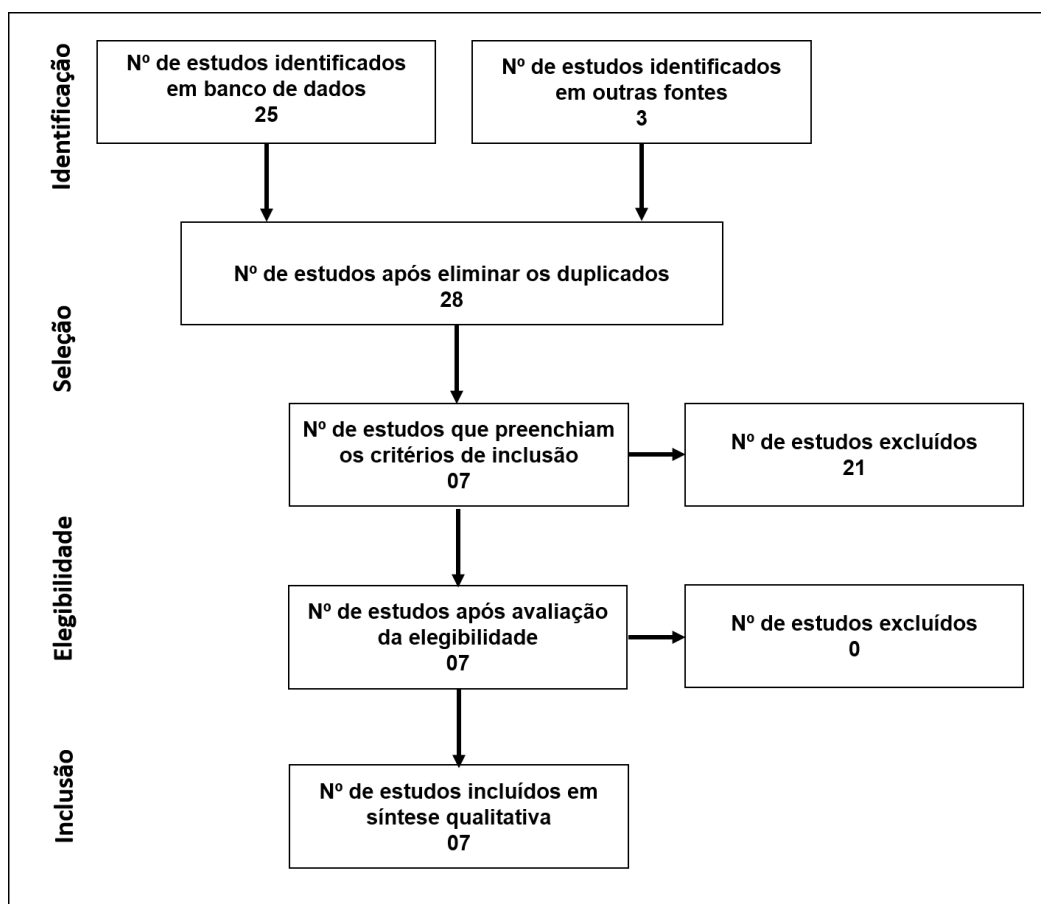 Identificação
Nº de estudos identificados
em banco de dados
25
Nº de estudos identificados
em outras fontes
3
Seleção
Nº de estudos após eliminar os duplicados
28
Nº de estudos que preenchiam
os critérios de inclusão
07
Nº de estudos excluídos
21
Elegibilidade
Nº de estudos após avaliação
da elegibilidade
07
Nº de estudos excluídos
0
Inclusão
Nº de estudos incluídos em
síntese qualitativa
07